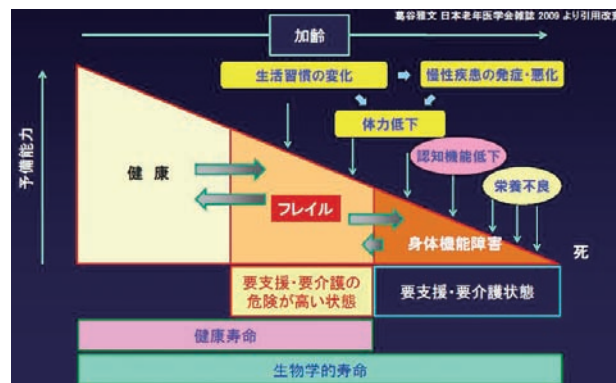 葛谷雅文 日本老年医学会雑誌 2009 より引用改変
加齢
生活習慣の変化
慢性疾患の発症・悪化
体力低下
認知機能低下
栄養不良
予備能力
健康
フレイル
身体機能障害
死
要支援・要介護の
危険が高い状態
要支援・要介護状態
健康寿命
生物学的寿命